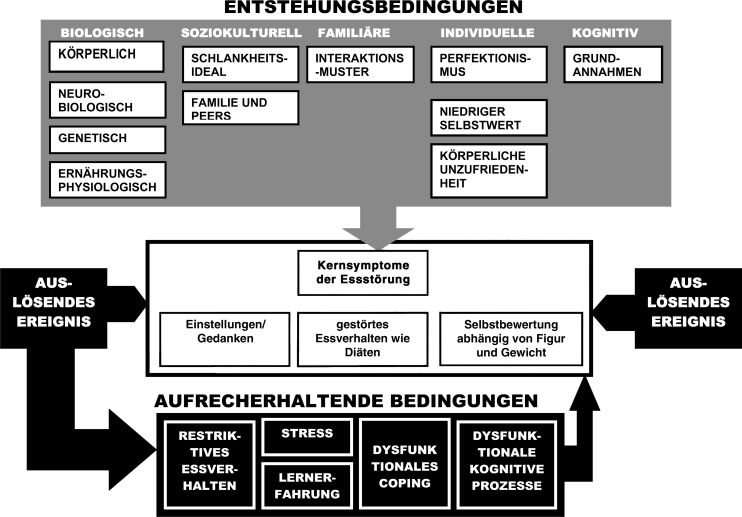 ENTSTEHUNGSBEDINGUNGEN
BIOLOGISCH
KÖRPERLICH
NEURO-
BIOLOGISCH
GENETISCH
ERNÄHRUNGS-
PHYSIOLOGISCH
SOZIOKULTURELL
SCHLANKHEITS-
IDEAL
FAMILIE UND
PEERS
FAMILIÄRE
INTERAKTIONS
-MUSTER
INDIVIDUELLE
PERFEKTIONIS-
MUS
NIEDRIGER
SELBSTWERT
KÖRPERLICHE
UNZUFRIEDEN-
HEIT
KOGNITIV
GRUND-
ANNAHMEN
AUS-
LÖSENDES
EREIGNIS
Kernsymptome
der Essstörung
Einstellungen/
Gedanken
gestörtes
Essverhalten wie
Diäten
Selbstbewertung
abhängig von Figur
und Gewicht
AUS-
LÖSENDES
EREIGNIS
AUFRECHERHALTENDE BEDINGUNGEN
RESTRIK-
TIVES
ESSVER-
HALTEN
STRESS
LERNER-
FAHRUNG
DYSFUNK
TIONALES
COPING
DYSFUNK-
TIONALE
KOGNITIVE
PROZESSE